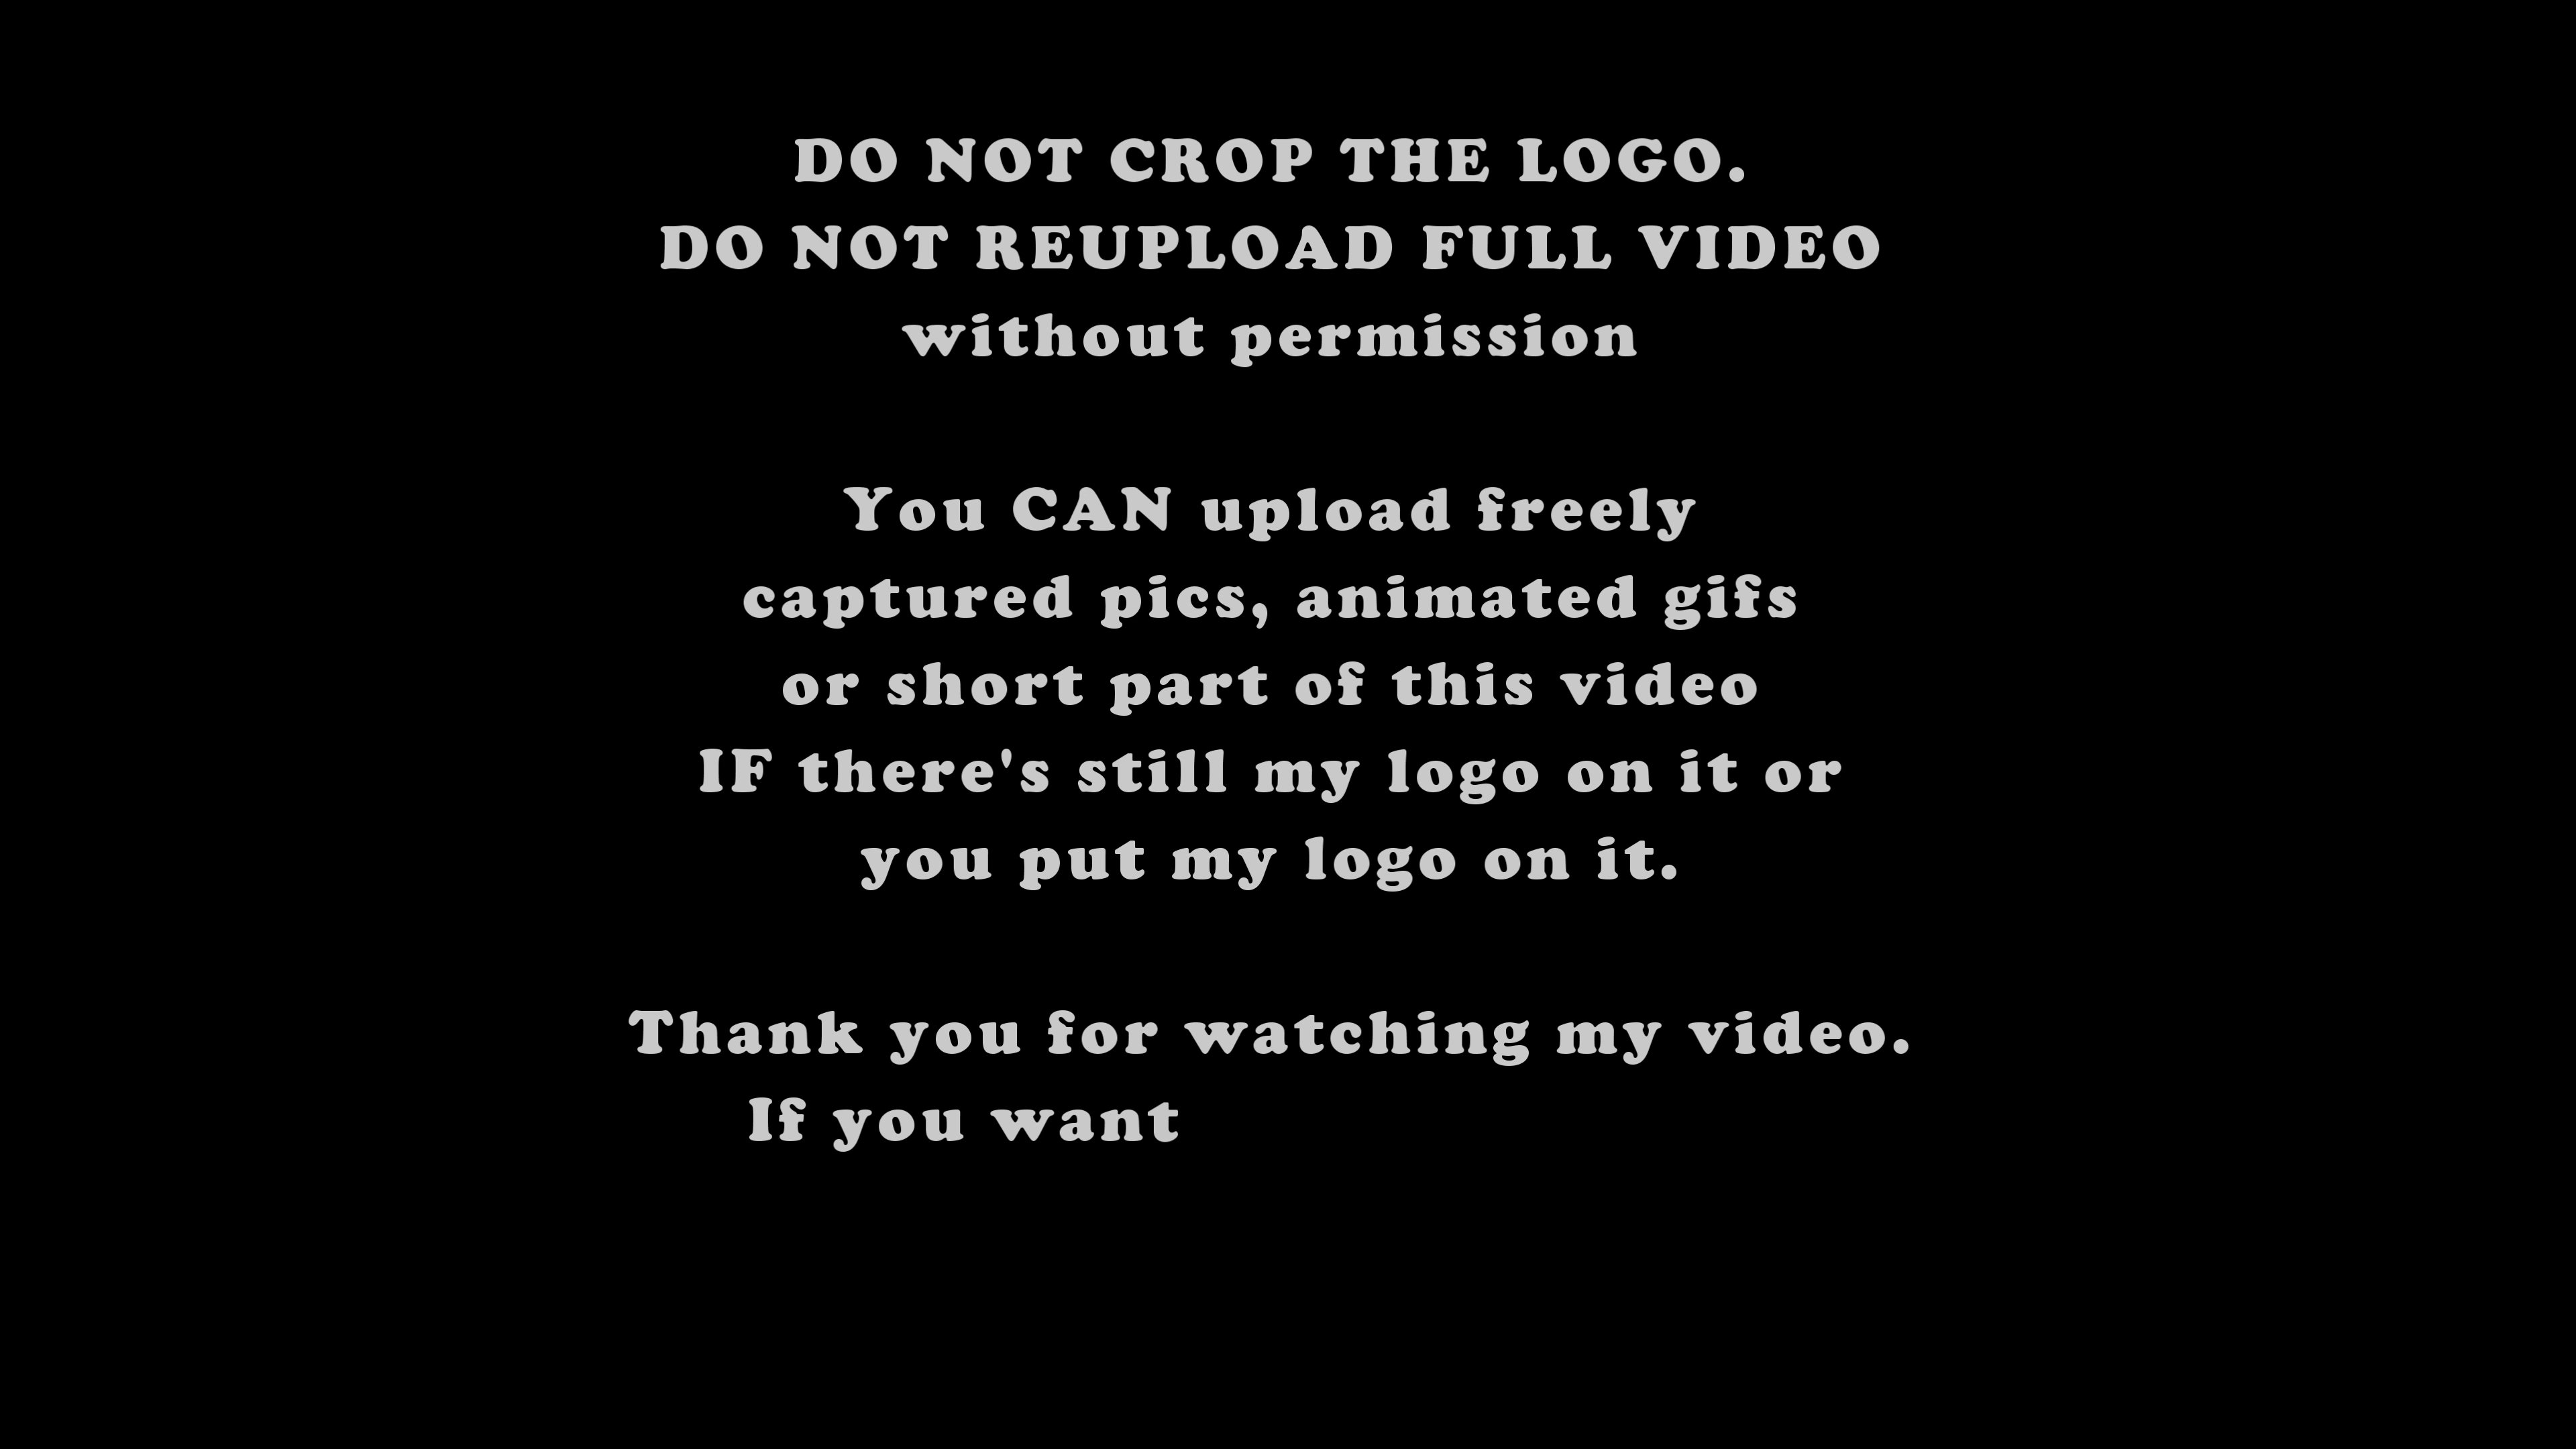 DO NOT CROP THE LOGO.
DO NOT REUPLOAD FULL VIDEO
without permission
You CAN upload freely
captured pics, animated gifs
or short part of this video
IF there's still my logo on it or
you put my logo on it.
Thank you for watching my video.
If you want